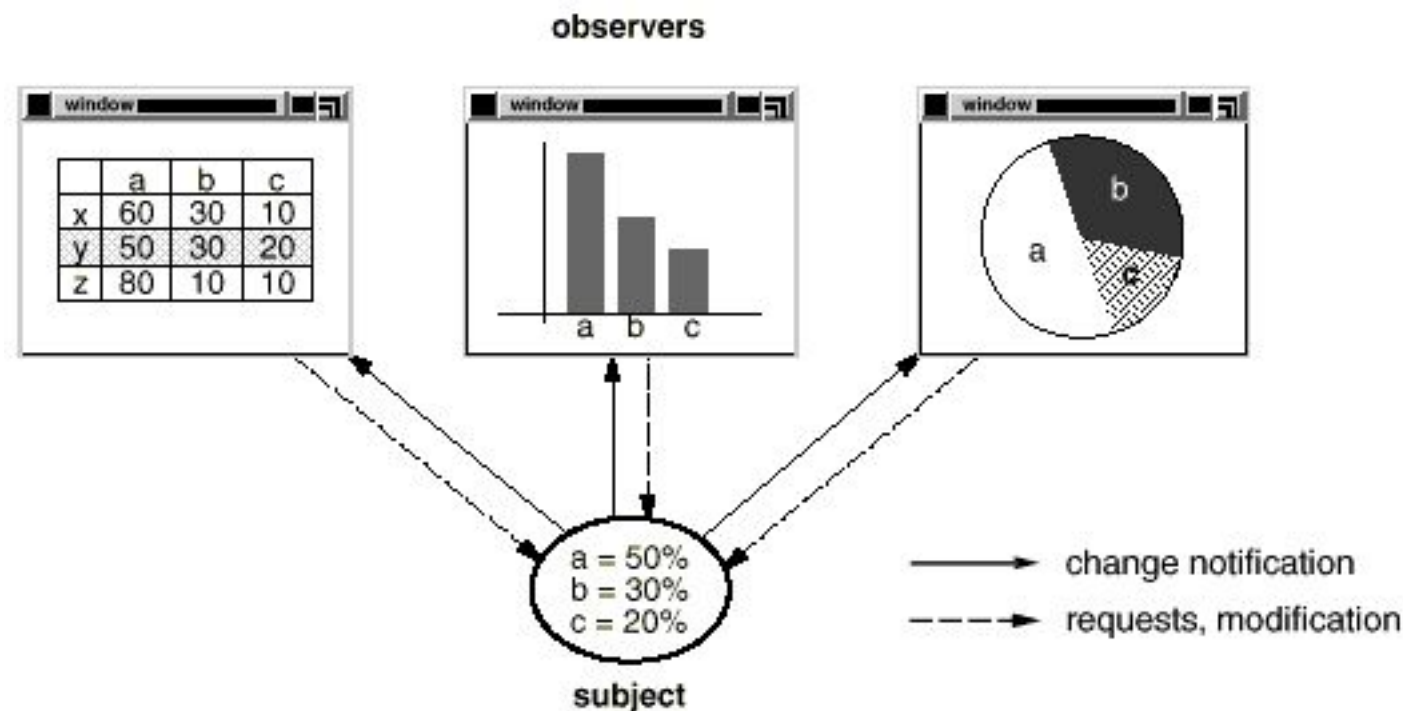 observers
window
window
window
a b c
x 60 30 10
y 50 30 20
z 80 10 10
a b c
b
a
c
a = 50%
b = 30%
c = 20%
change notification
requests, modification
subject